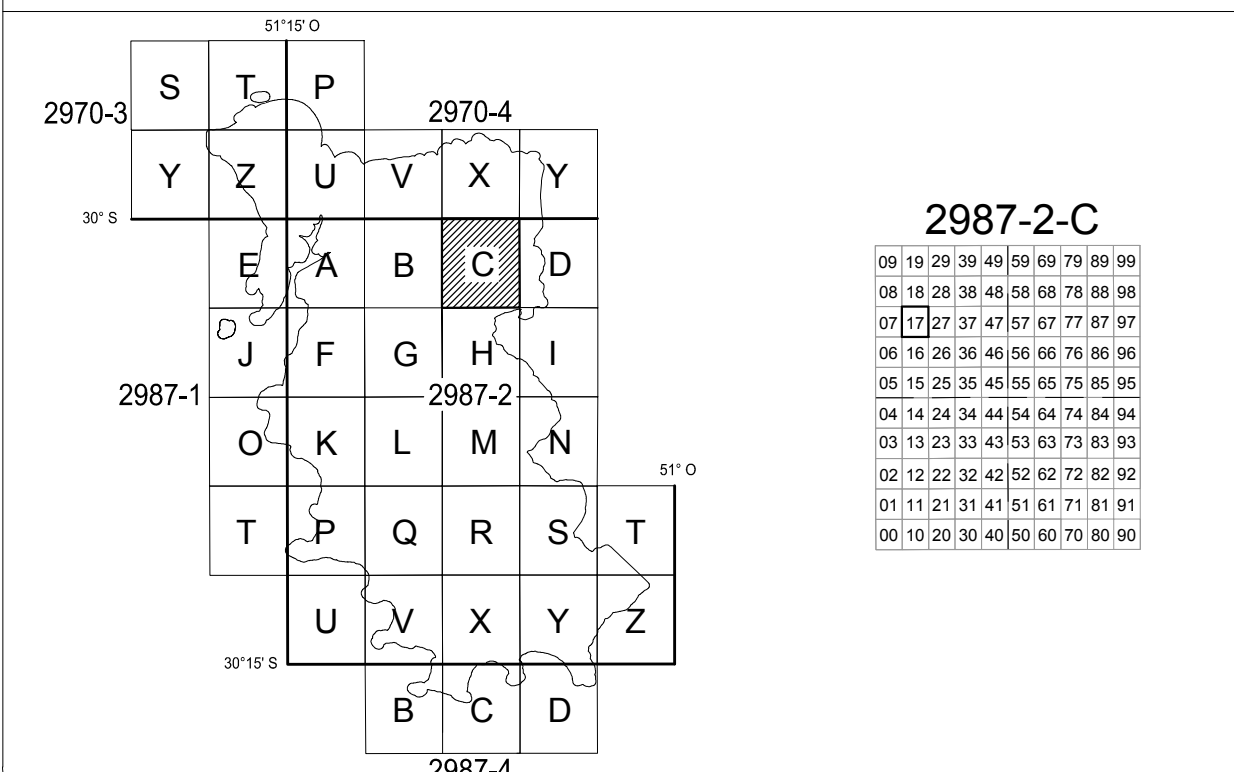 51°15' O
S T P
2970-3 2970-4
Y Z U V X Y
30° S
E A B C D
J F G H I
2987-1 2987-2
O K L M N
51° O
T P Q R S T
U V X Y Z
30°15' S
B C D
2987-4
2987-2-C
09 19 29 39 49 59 69 79 89 99
08 18 28 38 48 58 68 78 88 98
07 17 27 37 47 57 67 77 87 97
06 16 26 36 46 56 66 76 86 96
05 15 25 35 45 55 65 75 85 95
04 14 24 34 44 54 64 74 84 94
03 13 23 33 43 53 63 73 83 93
02 12 22 32 42 52 62 72 82 92
01 11 21 31 41 51 61 71 81 91
00 10 20 30 40 50 60 70 80 90